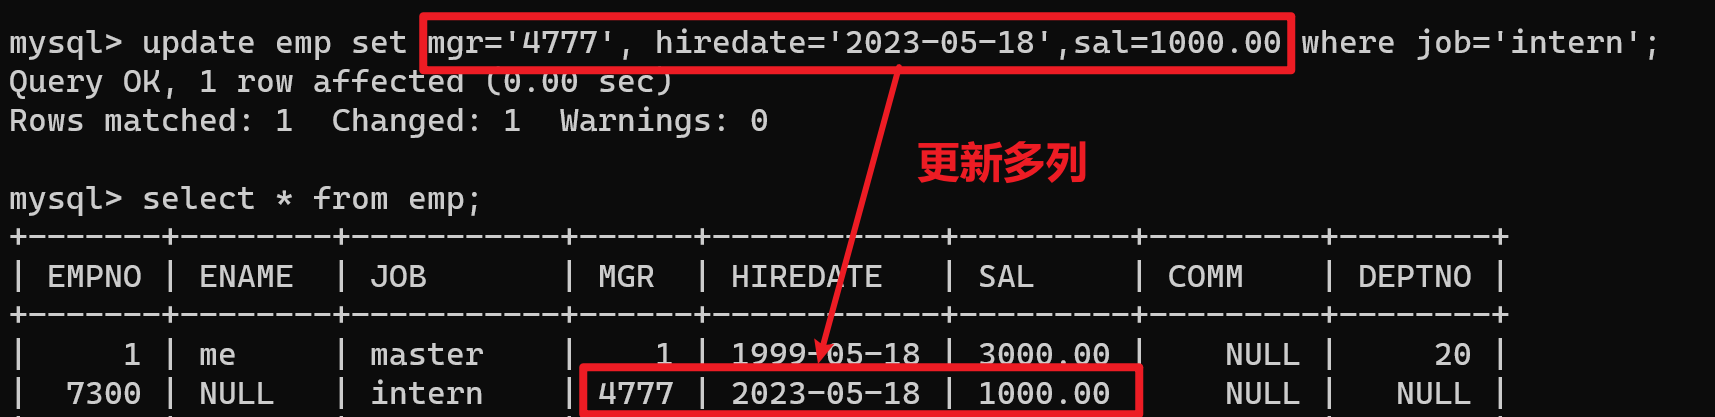 mysql> update emp set mgr='4777', hiredate='2023-05-18',sal=1000.00 where job='intern';
Query OK, 1 row affected (0.00 sec)
Rows matched: 1  Changed: 1  Warnings: 0
更新多列
mysql> select * from emp;
+-------+--------+-----------+------+------------+---------+---------+--------+
| EMPNO | ENAME  | JOB       | MGR  | HIREDATE   | SAL     | COMM    | DEPTNO |
+-------+--------+-----------+------+------------+---------+---------+--------+
|     1 | me     | master    |    1 | 1999-05-18 | 3000.00 |    NULL |     20 |
|  7300 | NULL   | intern    | 4777 | 2023-05-18 | 1000.00 |    NULL |   NULL |